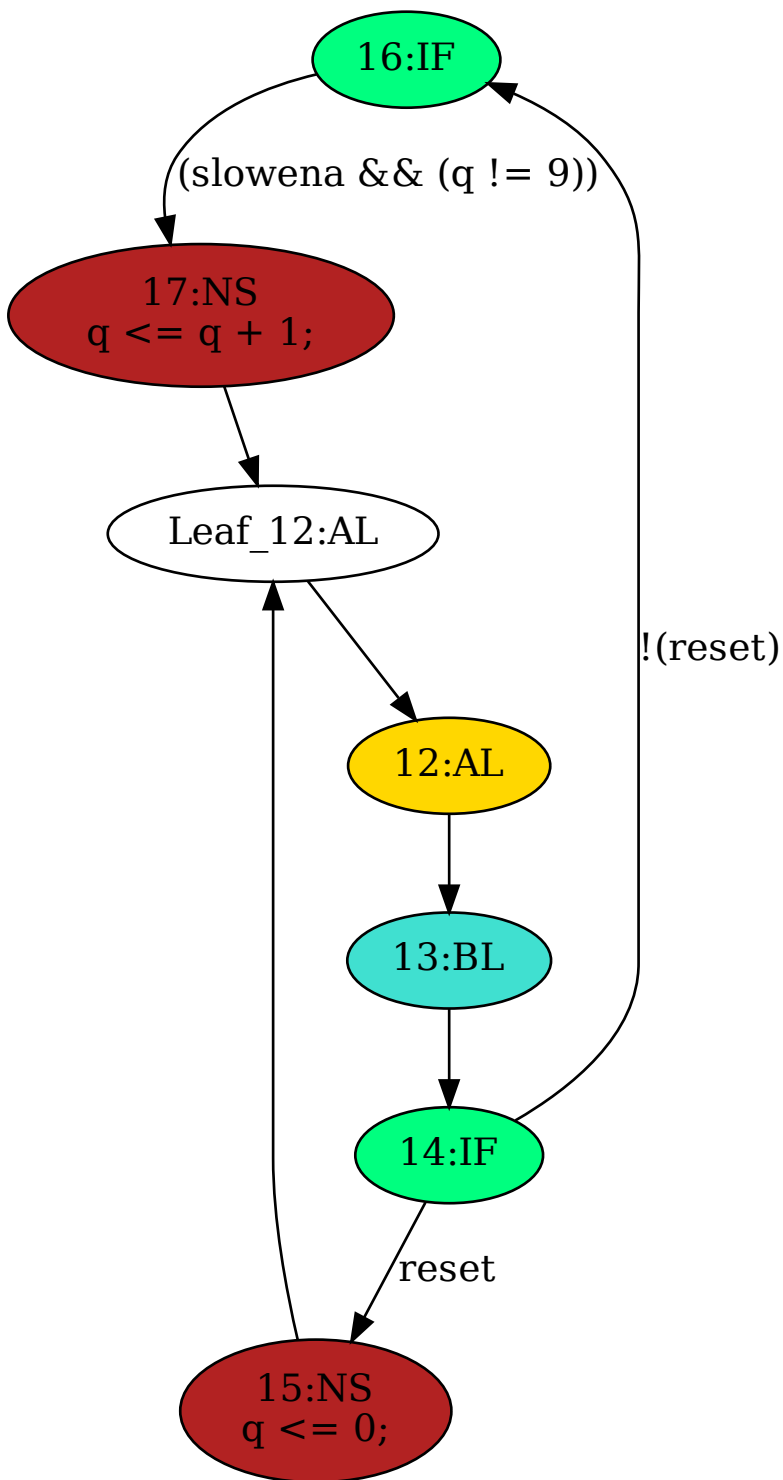 16:IF
(slowena && (q != 9))
17:NS
q <= q + 1;
Leaf_12:AL
!(reset)
12:AL
13:BL
14:IF
reset
15:NS
q <= 0;